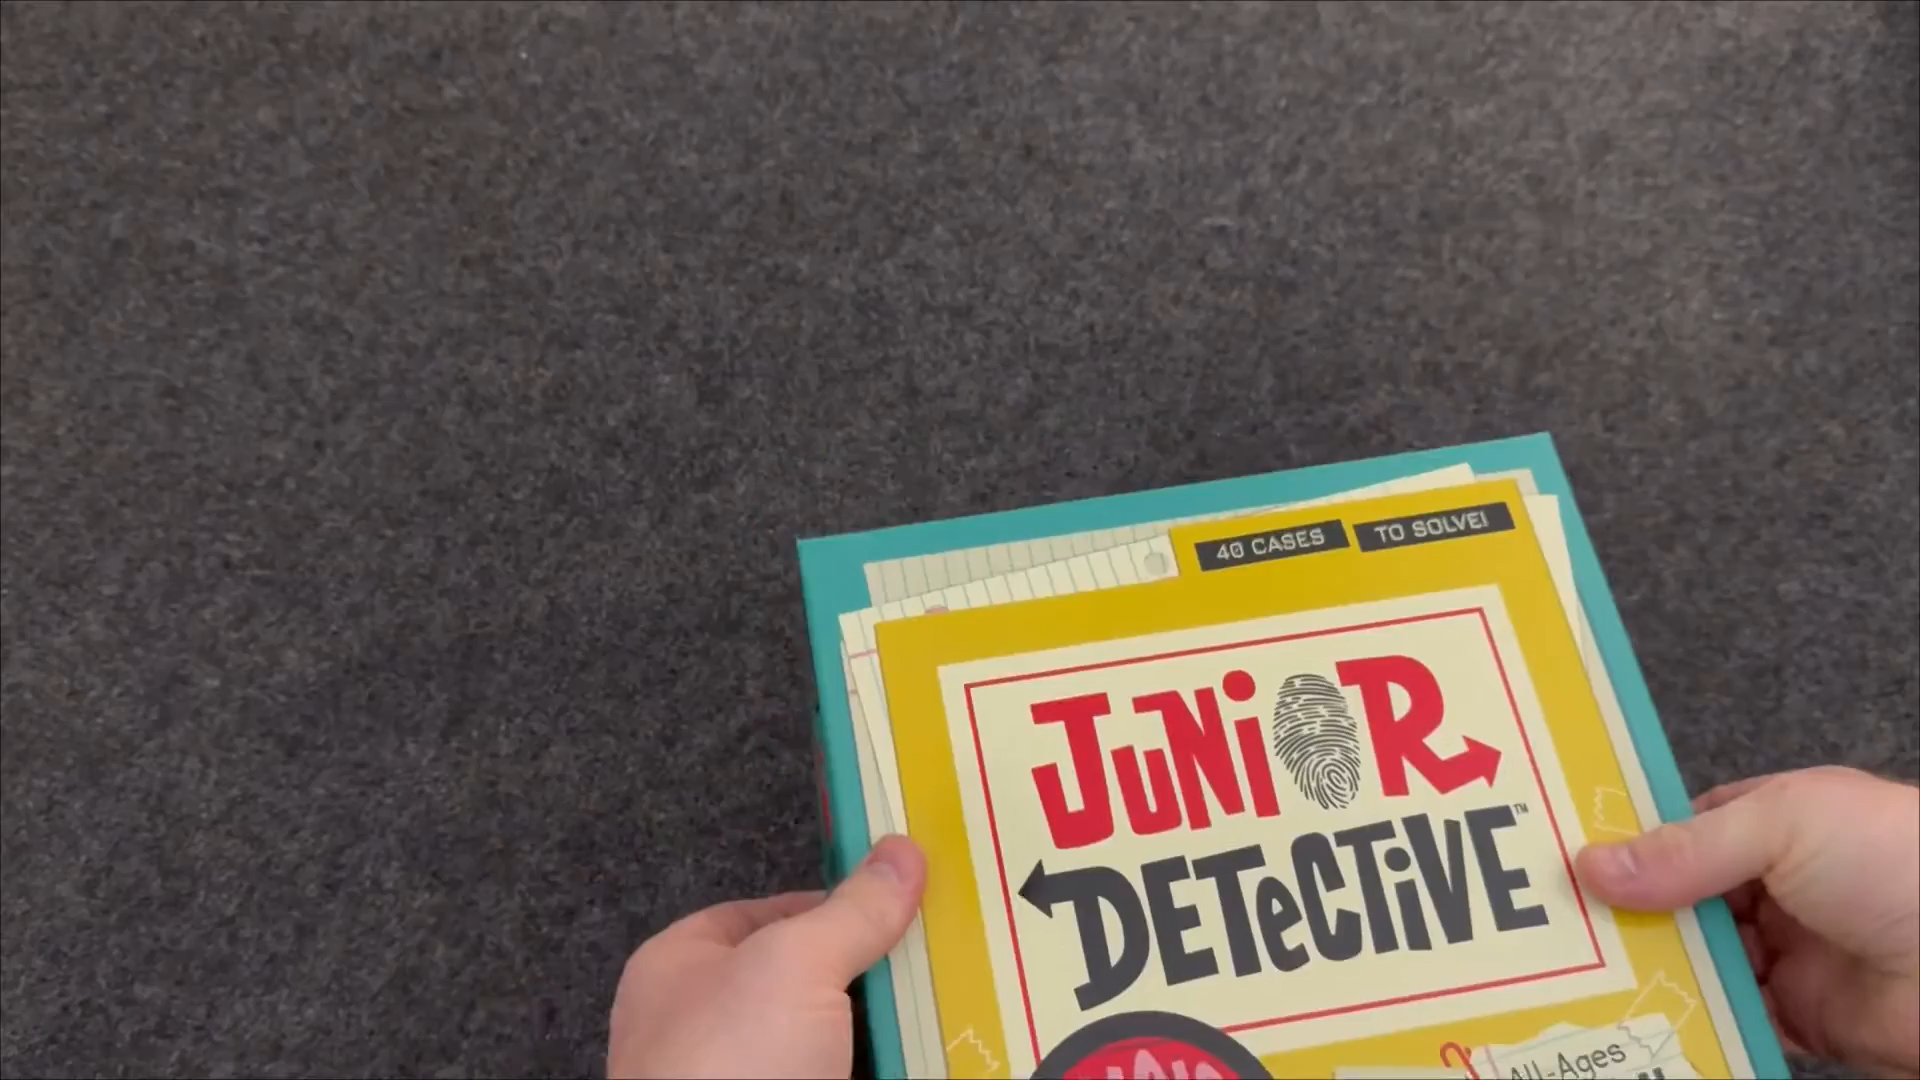 40 CASES TO SOLVE!
JUNiOR
DETeCTiVE™
All-Ages